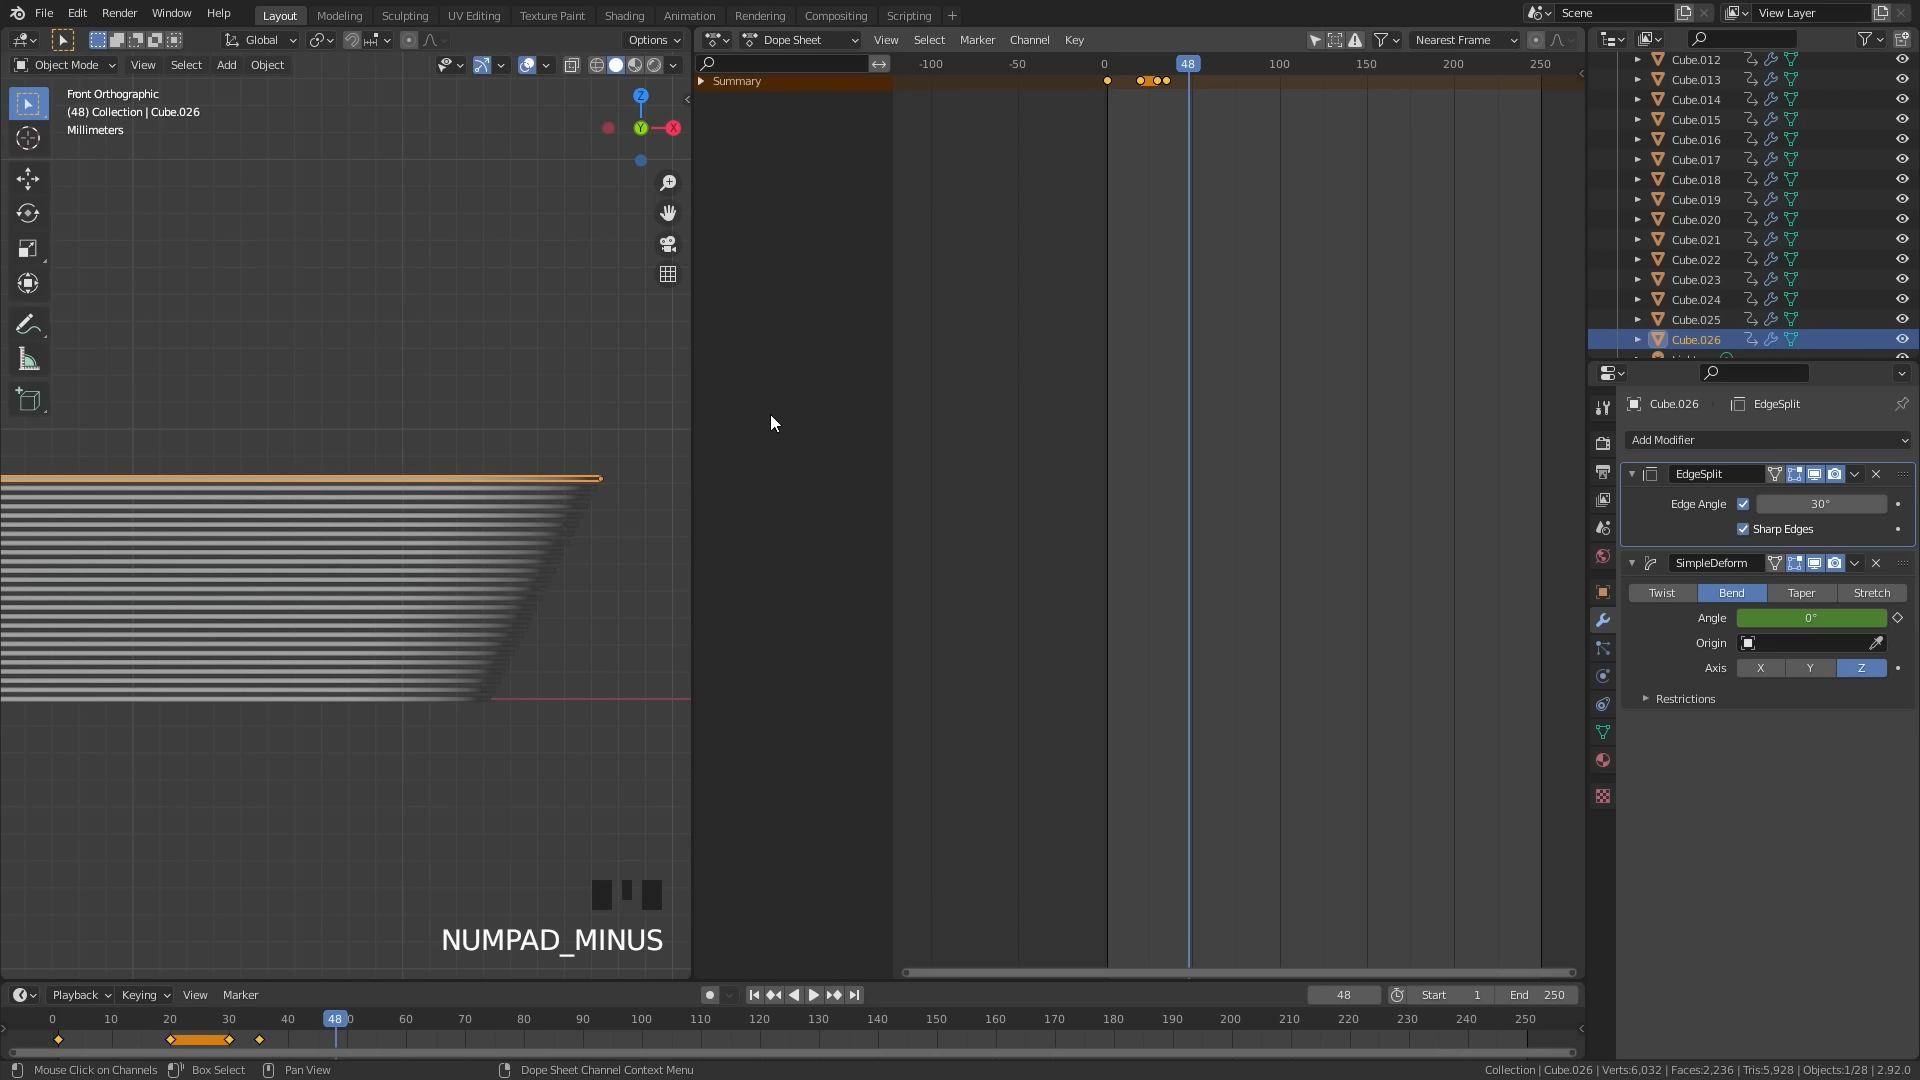 File Edit Render Window Help Layout Modeling Sculpting UV Editing Texture Paint Shading Animation Rendering Compositing Scripting + Scene View Layer
Global Options Dope Sheet View Select Marker Channel Key Nearest Frame
Object Mode View Select Add Object
-100 -50 0 48 100 150 200 250
Summary
Front Orthographic
(48) Collection | Cube.026
Millimeters
Z
Y
X
Cube.012
Cube.013
Cube.014
Cube.015
Cube.016
Cube.017
Cube.018
Cube.019
Cube.020
Cube.021
Cube.022
Cube.023
Cube.024
Cube.025
Cube.026
Cube.026 EdgeSplit
Add Modifier
EdgeSplit
Edge Angle 30°
Sharp Edges
SimpleDeform
Twist Bend Taper Stretch
Angle 0°
Origin
Axis X Y Z
Restrictions
NUMPAD_MINUS
Playback Keying View Marker 48 Start 1 End 250
0 10 20 30 40 48 0 60 70 80 90 100 110 120 130 140 150 160 170 180 190 200 210 220 230 240 250
Mouse Click on Channels Box Select Pan View Dope Sheet Channel Context Menu Collection | Cube.026 | Verts:6,032 | Faces:2,236 | Tris:5,928 | Objects:1/28 | 2.92.0